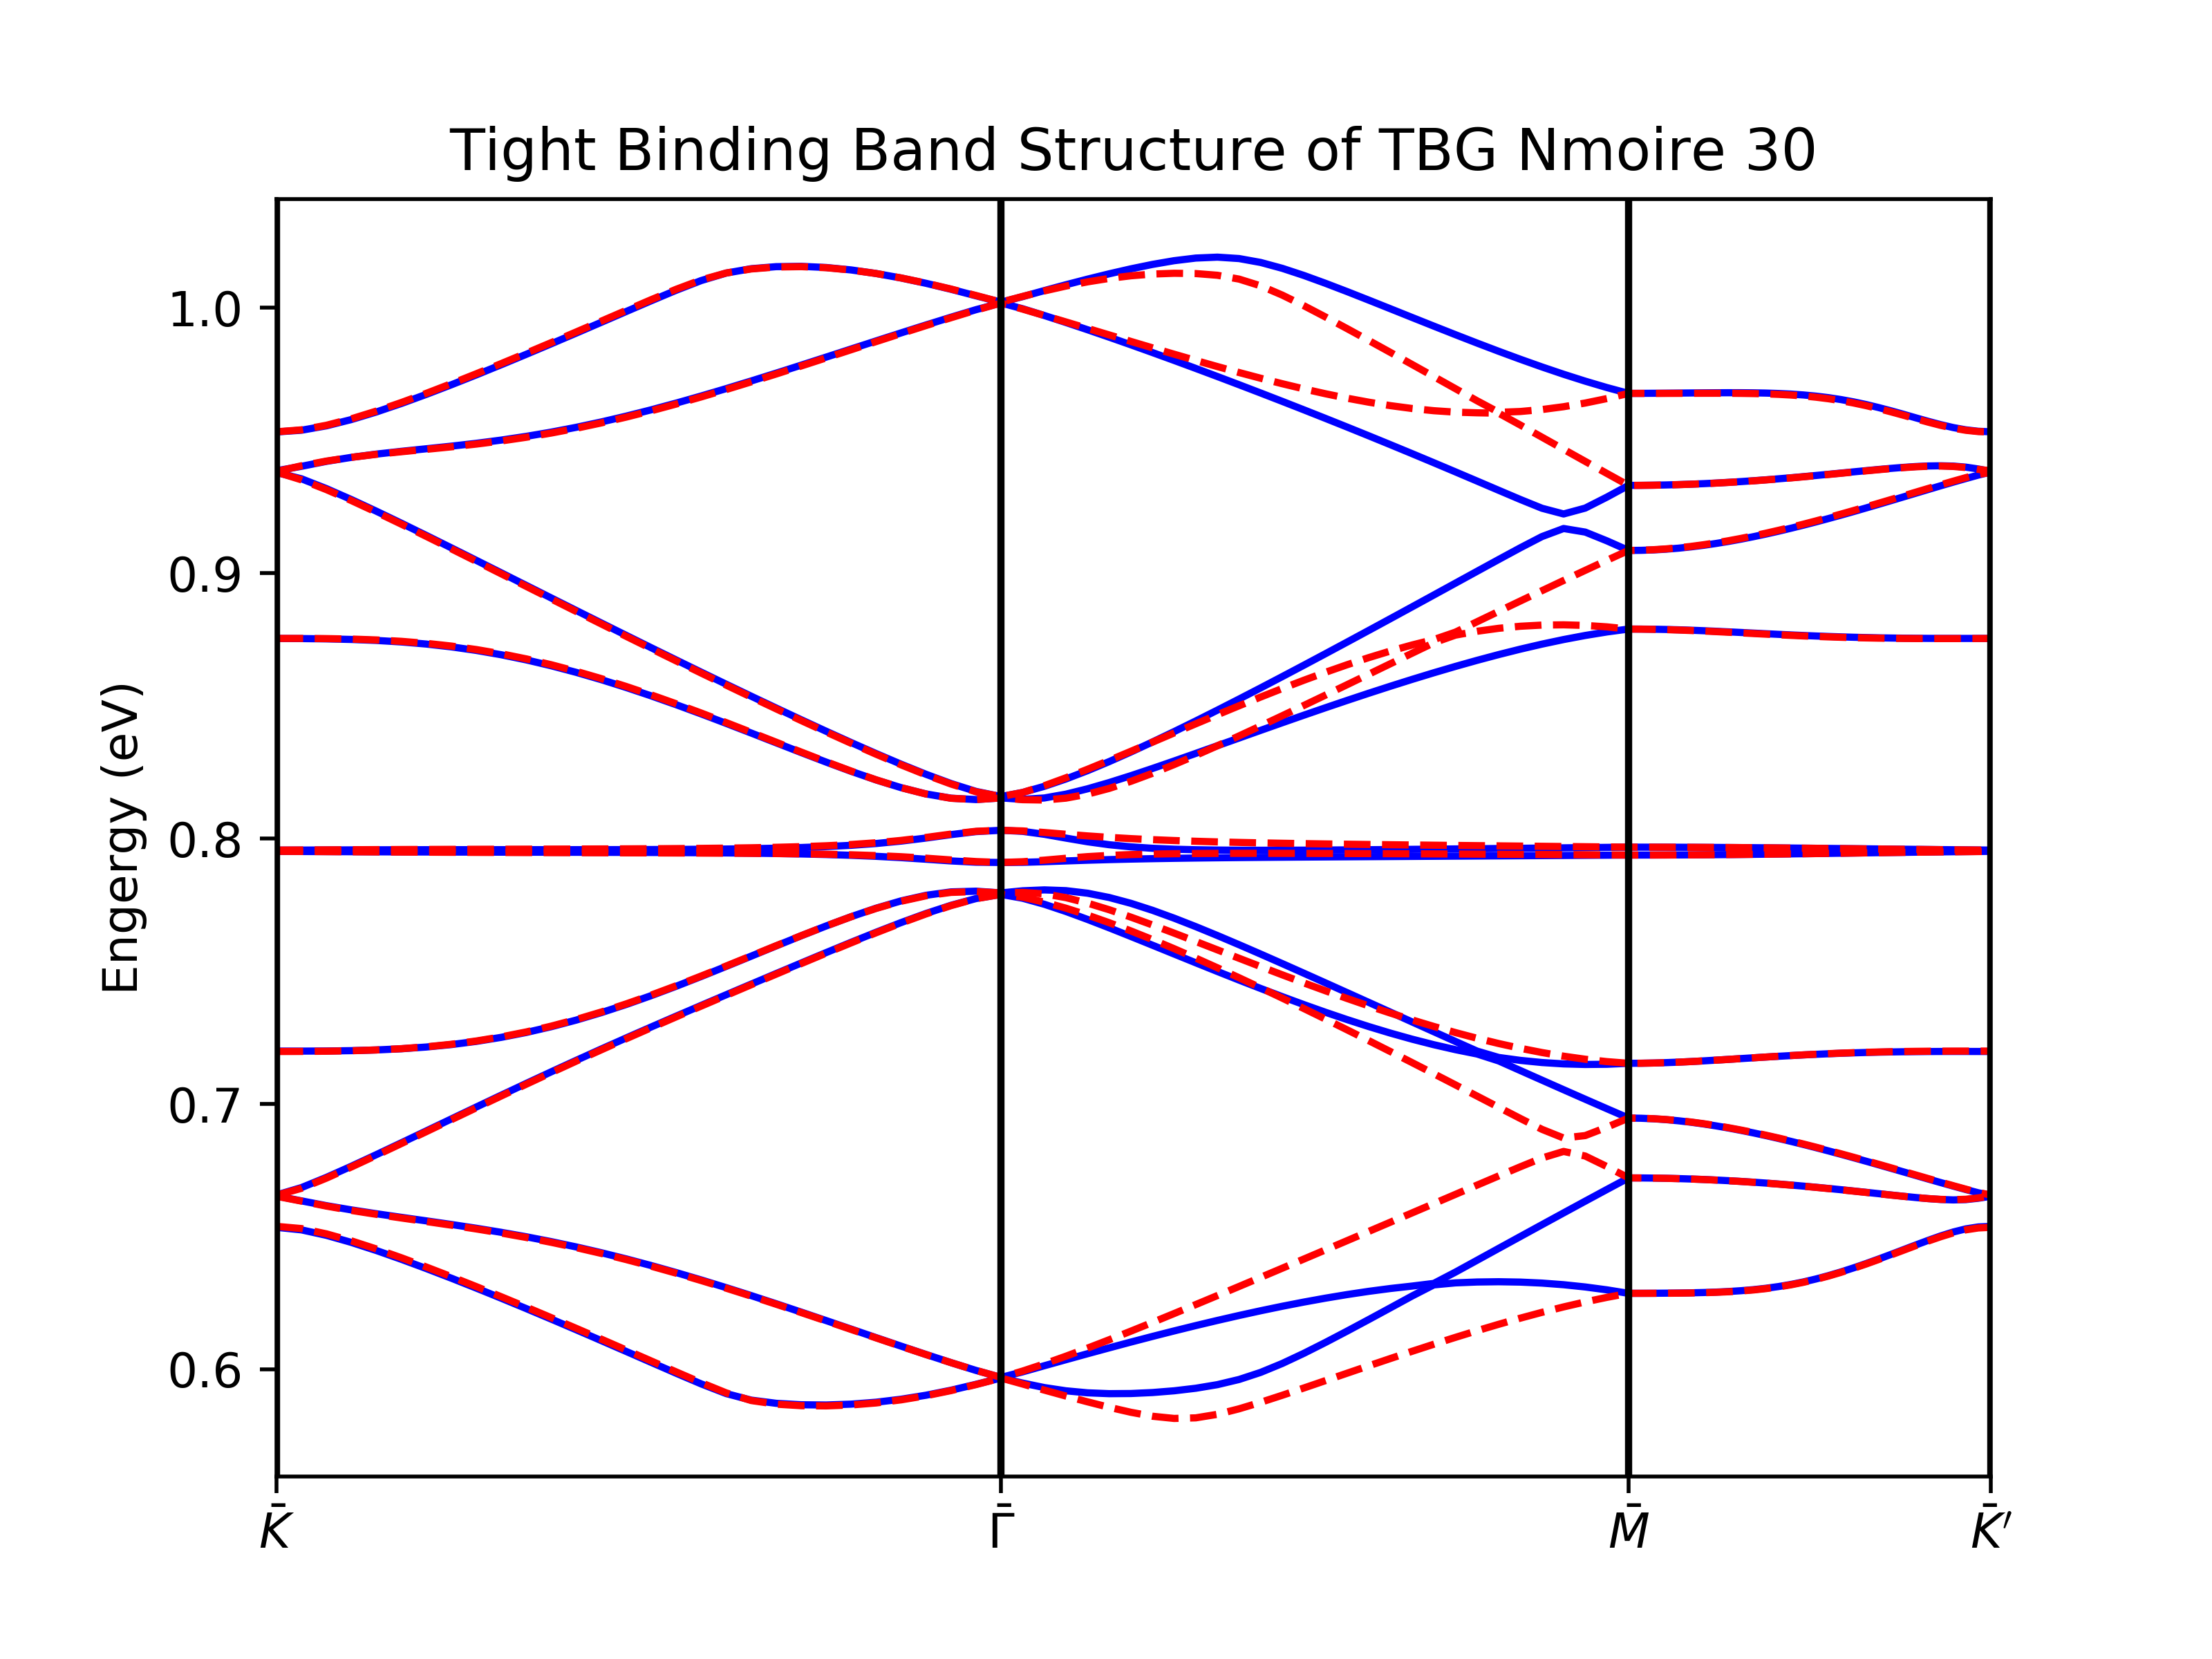 Tight Binding Band Structure of TBG Nmoire 30
Engergy (eV)
1.0
0.9
0.8
0.7
0.6
K̄
Γ̄
M̄
K̄′